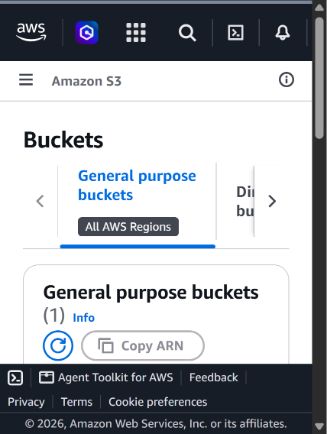 aws
Amazon S3
Buckets
General purpose
buckets
All AWS Regions
General purpose buckets
(1) Info
Copy ARN
Agent Toolkit for AWS
Feedback
Privacy
Terms
Cookie preferences
© 2026, Amazon Web Services, Inc. or its affiliates.